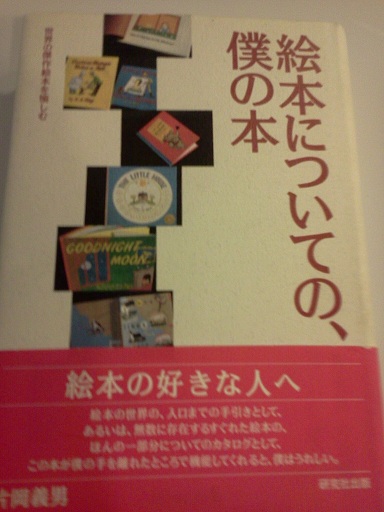 絵本についての、
僕の本
世界の傑作絵本を愉しむ
THE LITTLE HOUSE
GOODNIGHT
MOON
絵本の好きな人へ
絵本の世界の、入口までの手引きとして、
あるいは、無数に存在するすぐれた絵本の、
ほんの一部分についてのカタログとして、
この本が僕の手を離れたところで機能してくれると、僕はうれしい。
片岡義男
研究社出版